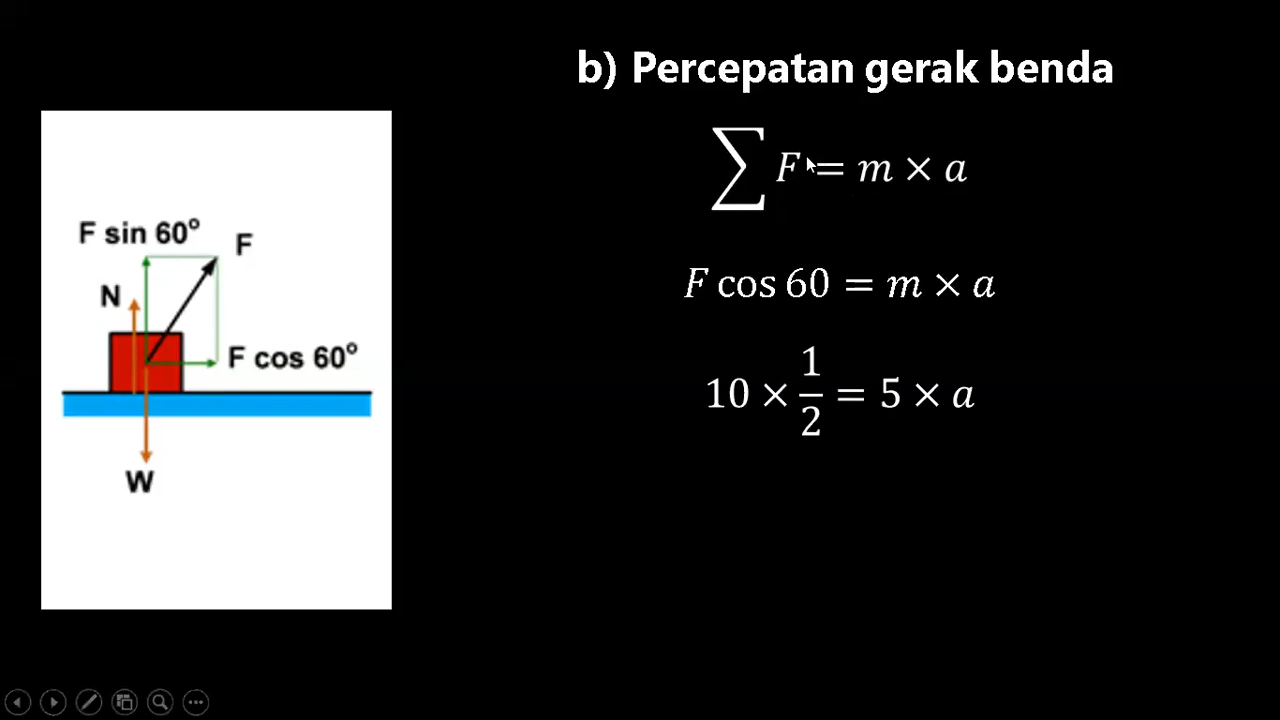 b) Percepatan gerak benda
∑ F = m × a
F cos 60 = m × a
10 × 1/2 = 5 × a
F sin 60°
F
N
F cos 60°
W